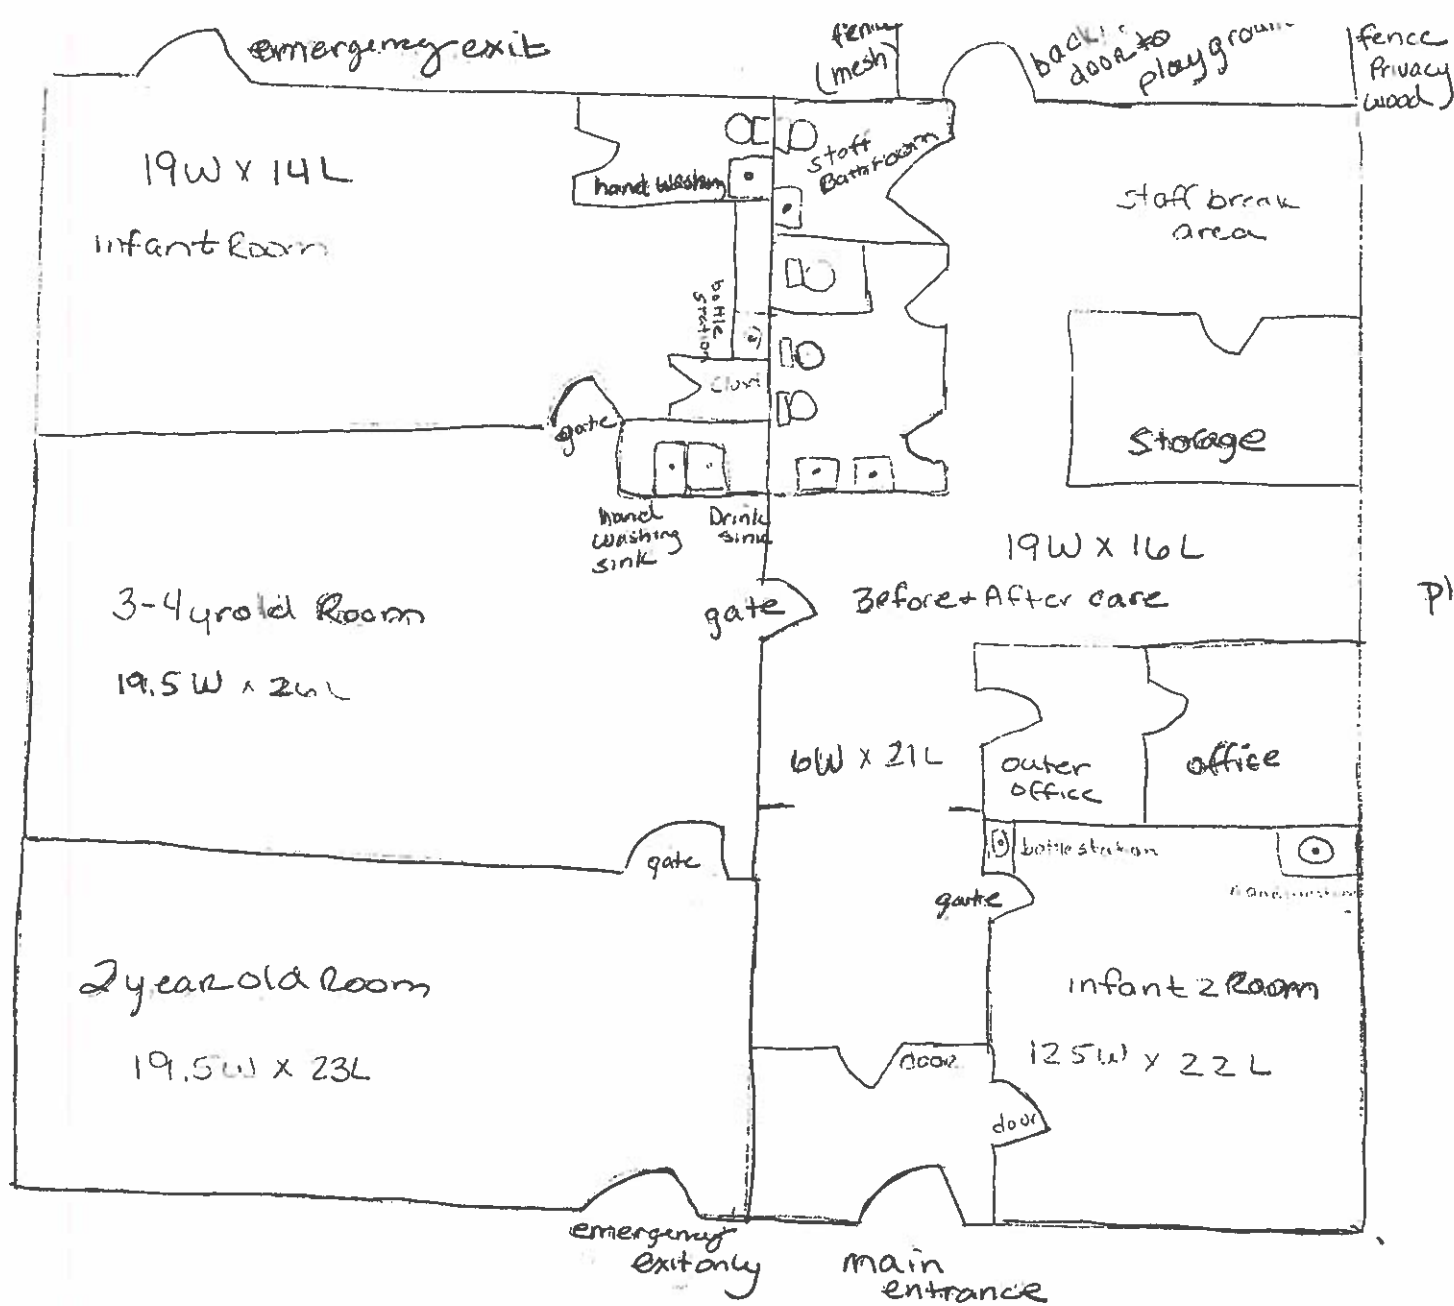 emergency exit
fence
(mesh)
back
door to
playground
fence
Privacy
wood)
19W X 14L
infant Room
hand washing
staff
Bathroom
staff break
area
bottle
station
gate
Storage
hand
washing
sink
Drink
sink
19W X 16L
Before + After care
gate
3-4 yr old Room
19.5W x 26L
6W X 21L
outer
office
office
gate
bottle station
gate
2 year old Room
19.5W X 23L
infant 2 Room
12.5W X 22L
door
door
emergency
exit only
main
entrance